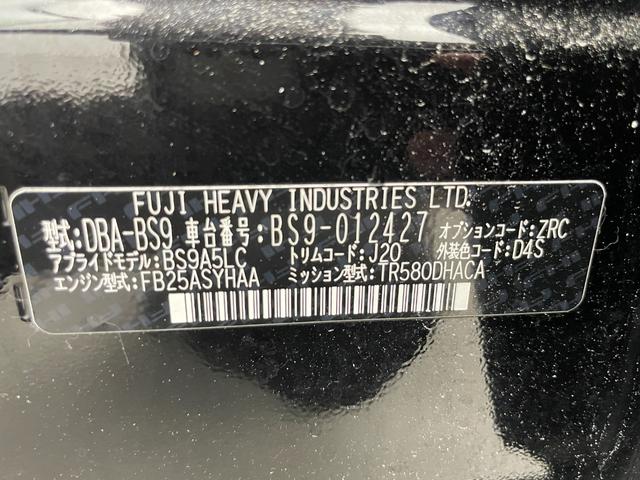 FUJI HEAVY INDUSTRIES LTD.
型式:DBA-BS9 車台番号:BS9-012427 オプションコード:ZRC
アプライドモデル:BS9A5LC トリムコード:J20 外装色コード:D4S
エンジン型式:FB25ASYHAA ミッション型式:TR580DHACA